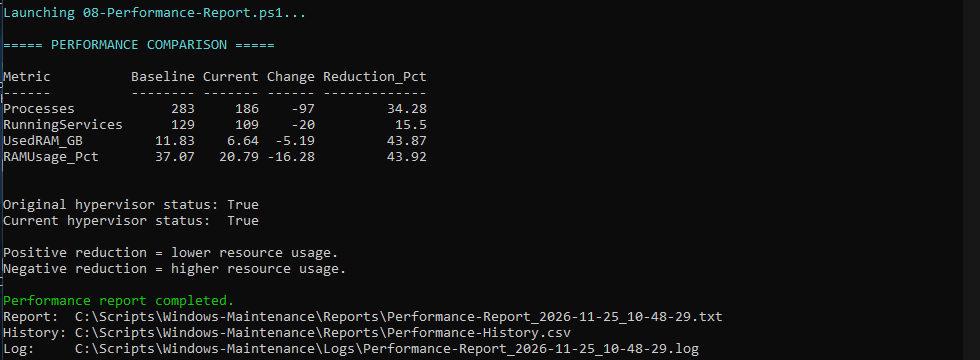 Launching 08-Performance-Report.ps1...
===== PERFORMANCE COMPARISON =====
Metric Baseline Current Change Reduction_Pct
------ -------- ------- ------ -------------
Processes 283 186 -97 34.28
RunningServices 129 109 -20 15.5
UsedRAM_GB 11.83 6.64 -5.19 43.87
RAMUsage_Pct 37.07 20.79 -16.28 43.92
Original hypervisor status: True
Current hypervisor status: True
Positive reduction = lower resource usage.
Negative reduction = higher resource usage.
Performance report completed.
Report: C:\Scripts\Windows-Maintenance\Reports\Performance-Report_2026-11-25_10-48-29.txt
History: C:\Scripts\Windows-Maintenance\Reports\Performance-History.csv
Log: C:\Scripts\Windows-Maintenance\Logs\Performance-Report_2026-11-25_10-48-29.log